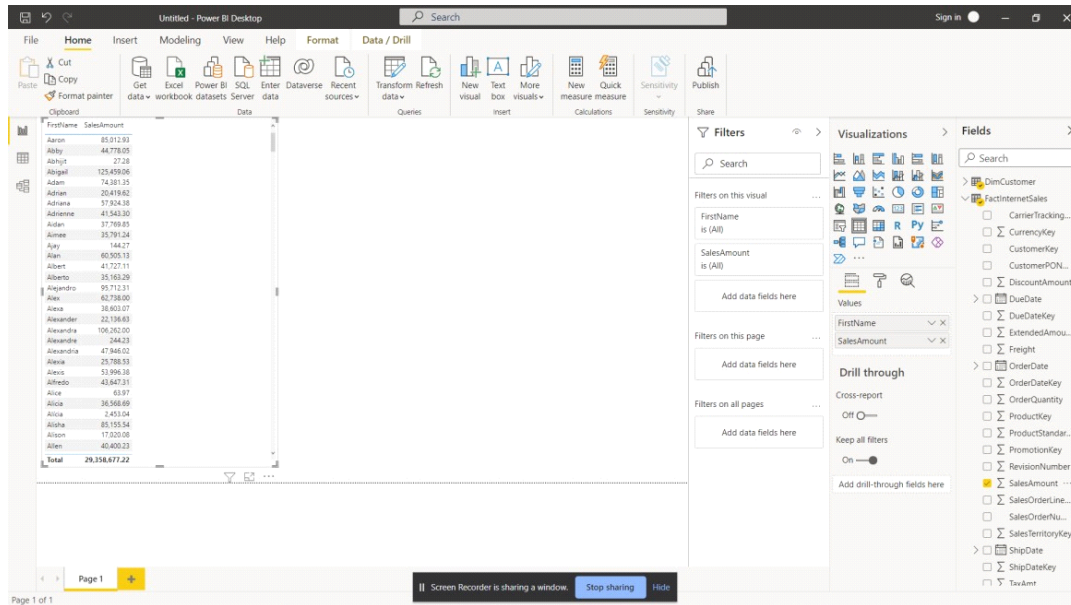 Untitled - Power BI Desktop
Search
Sign in
File Home Insert Modeling View Help Format Data / Drill
Paste
Cut
Copy
Format painter
Clipboard
Get data
Excel workbook
Power BI datasets
SQL Server
Enter data
Dataverse
Recent sources
Data
Transform data
Refresh
Queries
New visual
Text box
More visuals
Insert
New measure
Quick measure
Calculations
Sensitivity
Sensitivity
Publish
Share
FirstName SalesAmount
Aaron 85,012.93
Abby 44,778.05
Abhijit 27.28
Abigail 125,459.06
Adam 74,381.35
Adrian 20,419.62
Adriana 57,924.38
Adrienne 41,543.30
Aidan 37,769.85
Aimee 35,791.24
Ajay 144.27
Alan 60,505.13
Albert 41,727.11
Alberto 35,163.29
Alejandro 95,712.31
Alex 62,738.00
Alexa 38,603.07
Alexander 22,136.63
Alexandra 106,262.00
Alexandre 244.23
Alexandria 47,946.02
Alexia 25,788.53
Alexis 53,996.38
Alfredo 43,647.31
Alice 63.97
Alicia 36,568.69
Alicia 2,453.04
Alisha 85,155.54
Alison 17,020.08
Allen 40,400.23
Total 29,358,677.22
Filters
Search
Filters on this visual ...
FirstName
is (All)
SalesAmount
is (All)
Add data fields here
Filters on this page ...
Add data fields here
Filters on all pages ...
Add data fields here
Visualizations
R Py
...
Values
FirstName
SalesAmount
Drill through
Cross-report
Off
Keep all filters
On
Add drill-through fields here
Fields
Search
DimCustomer
FactInternetSales
CarrierTracking...
CurrencyKey
CustomerKey
CustomerPON...
DiscountAmount
DueDate
DueDateKey
ExtendedAmou...
Freight
OrderDate
OrderDateKey
OrderQuantity
ProductKey
ProductStandar...
PromotionKey
RevisionNumber
SalesAmount ...
SalesOrderLine...
SalesOrderNu...
SalesTerritoryKey
ShipDate
ShipDateKey
TaxAmt
Page 1
Screen Recorder is sharing a window. Stop sharing Hide
Page 1 of 1